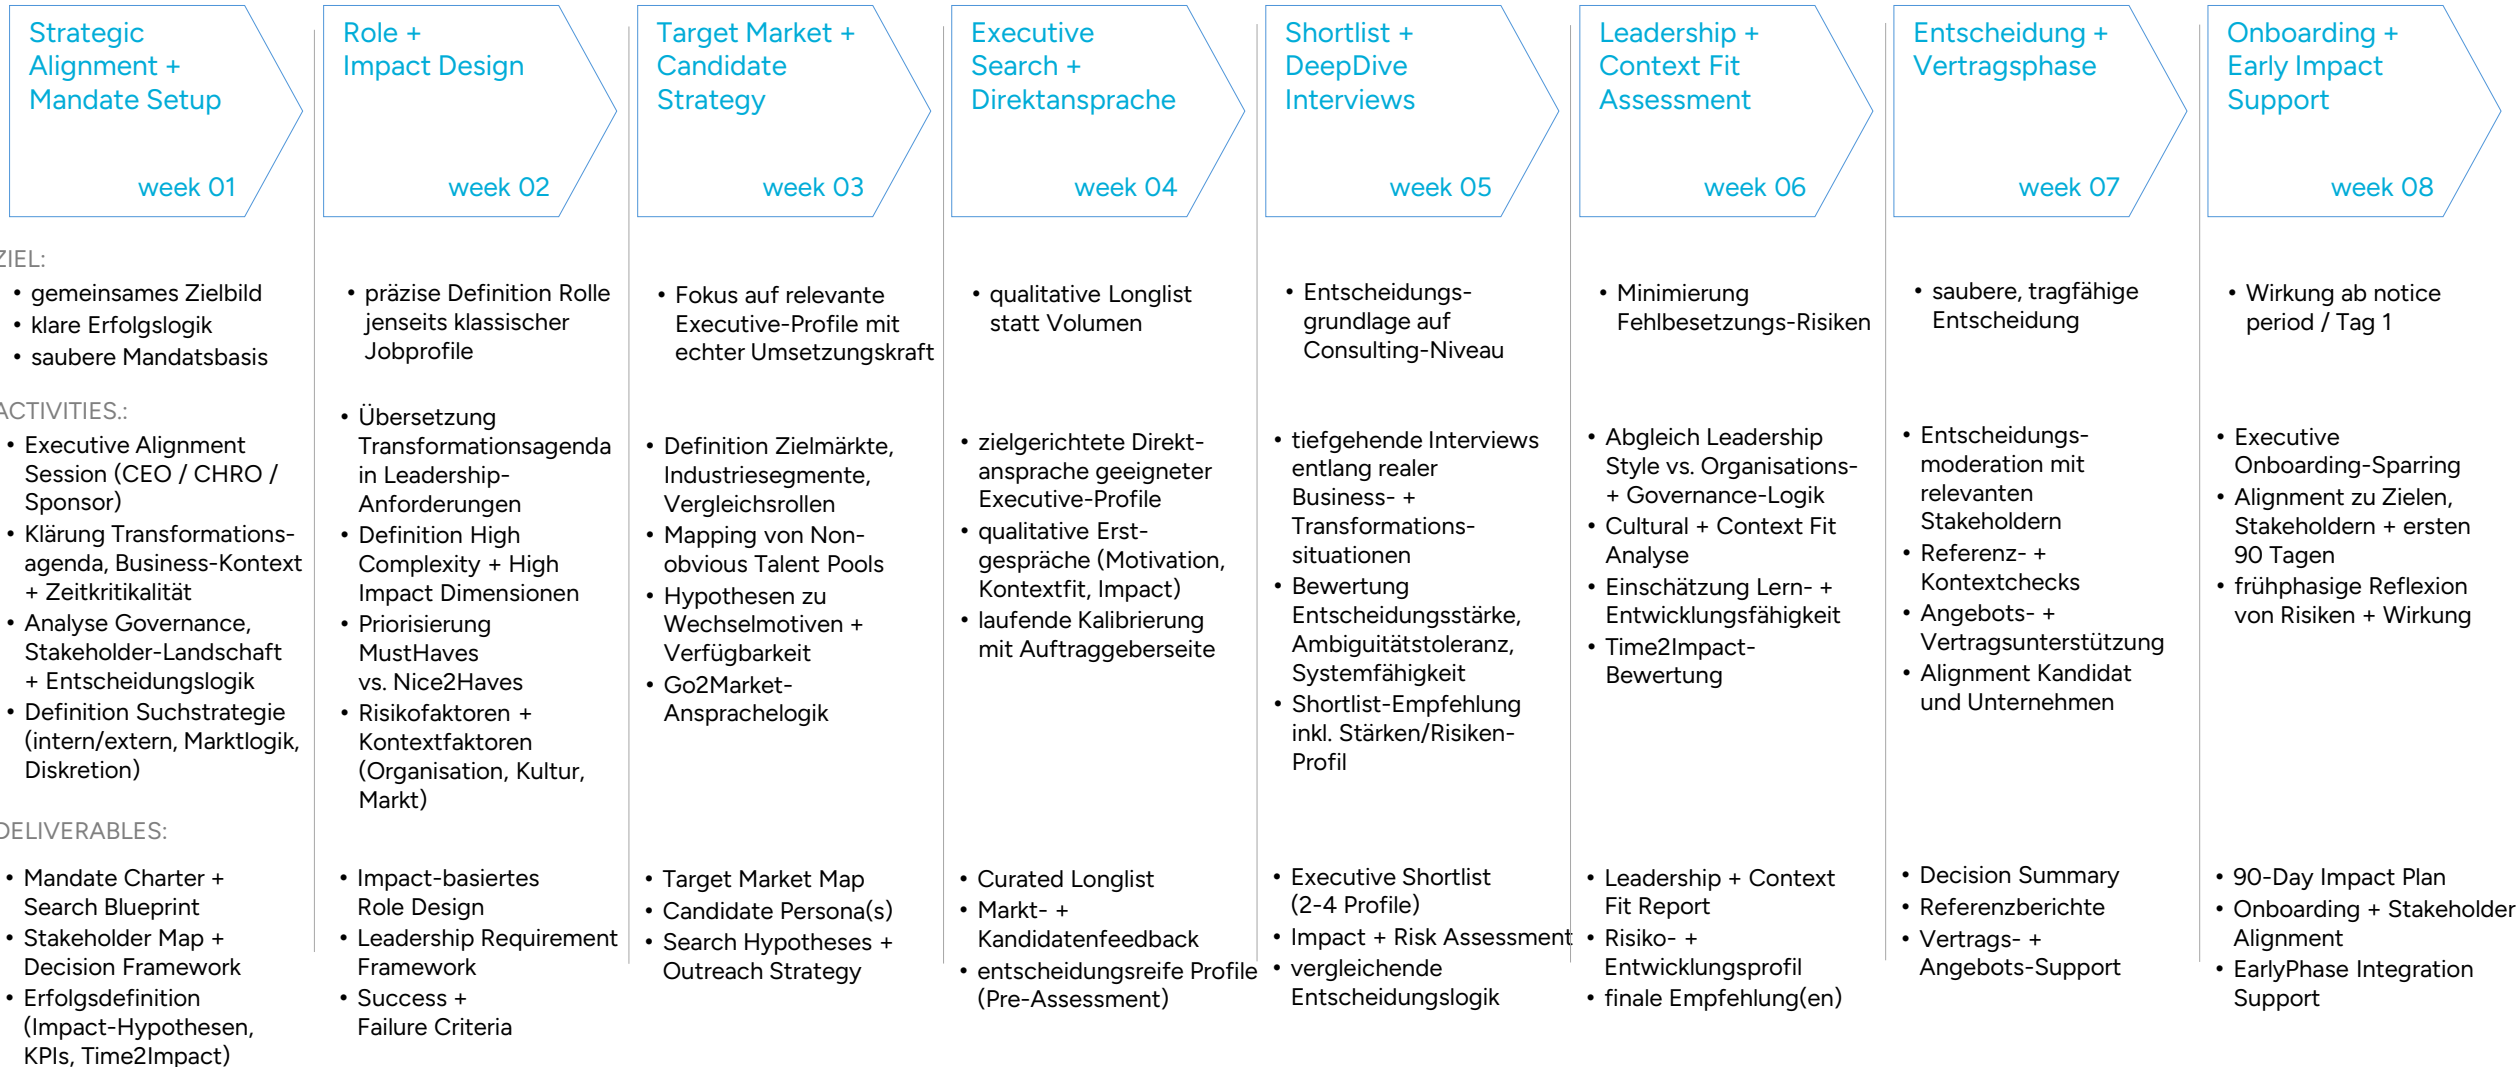 Strategic
Alignment +
Mandate Setup
week 01
Role +
Impact Design
week 02
Target Market +
Candidate
Strategy
week 03
Executive
Search +
Direktansprache
week 04
Shortlist +
DeepDive
Interviews
week 05
Leadership +
Context Fit
Assessment
week 06
Entscheidung +
Vertragsphase
week 07
Onboarding +
Early Impact
Support
week 08
ZIEL:
• gemeinsames Zielbild
• klare Erfolgslogik
• saubere Mandatsbasis
• präzise Definition Rolle
jenseits klassischer
Jobprofile
• Fokus auf relevante
Executive-Profile mit
echter Umsetzungskraft
• qualitative Longlist
statt Volumen
• Entscheidungs-
grundlage auf
Consulting-Niveau
• Minimierung
Fehlbesetzungs-Risiken
• saubere, tragfähige
Entscheidung
• Wirkung ab notice
period / Tag 1
ACTIVITIES.:
• Executive Alignment
Session (CEO / CHRO /
Sponsor)
• Klärung Transformations-
agenda, Business-Kontext
+ Zeitkritikalität
• Analyse Governance,
Stakeholder-Landschaft
+ Entscheidungslogik
• Definition Suchstrategie
(intern/extern, Marktlogik,
Diskretion)
• Übersetzung
Transformationsagenda
in Leadership-
Anforderungen
• Definition High
Complexity + High
Impact Dimensionen
• Priorisierung
MustHaves
vs. Nice2Haves
• Risikofaktoren +
Kontextfaktoren
(Organisation, Kultur,
Markt)
• Definition Zielmärkte,
Industriesegmente,
Vergleichsrollen
• Mapping von Non-
obvious Talent Pools
• Hypothesen zu
Wechselmotiven +
Verfügbarkeit
• Go2Market-
Ansprachelogik
• zielgerichtete Direkt-
ansprache geeigneter
Executive-Profile
• qualitative Erst-
gespräche (Motivation,
Kontextfit, Impact)
• laufende Kalibrierung
mit Auftraggeberseite
• tiefgehende Interviews
entlang realer
Business- +
Transformations-
situationen
• Bewertung
Entscheidungsstärke,
Ambiguitätstoleranz,
Systemfähigkeit
• Shortlist-Empfehlung
inkl. Stärken/Risiken-
Profil
• Abgleich Leadership
Style vs. Organisations-
+ Governance-Logik
• Cultural + Context Fit
Analyse
• Einschätzung Lern- +
Entwicklungsfähigkeit
• Time2Impact-
Bewertung
• Entscheidungs-
moderation mit
relevanten
Stakeholdern
• Referenz- +
Kontextchecks
• Angebots- +
Vertragsunterstützung
• Alignment Kandidat
und Unternehmen
• Executive
Onboarding-Sparring
• Alignment zu Zielen,
Stakeholdern + ersten
90 Tagen
• frühphasige Reflexion
von Risiken + Wirkung
DELIVERABLES:
• Mandate Charter +
Search Blueprint
• Stakeholder Map +
Decision Framework
• Erfolgsdefinition
(Impact-Hypothesen,
KPIs, Time2Impact)
• Impact-basiertes
Role Design
• Leadership Requirement
Framework
• Success +
Failure Criteria
• Target Market Map
• Candidate Persona(s)
• Search Hypotheses +
Outreach Strategy
• Curated Longlist
• Markt- +
Kandidatenfeedback
• entscheidungsreife Profile
(Pre-Assessment)
• Executive Shortlist
(2-4 Profile)
• Impact + Risk Assessment
• vergleichende
Entscheidungslogik
• Leadership + Context
Fit Report
• Risiko- +
Entwicklungsprofil
• finale Empfehlung(en)
• Decision Summary
• Referenzberichte
• Vertrags- +
Angebots-Support
• 90-Day Impact Plan
• Onboarding + Stakeholder
Alignment
• EarlyPhase Integration
Support